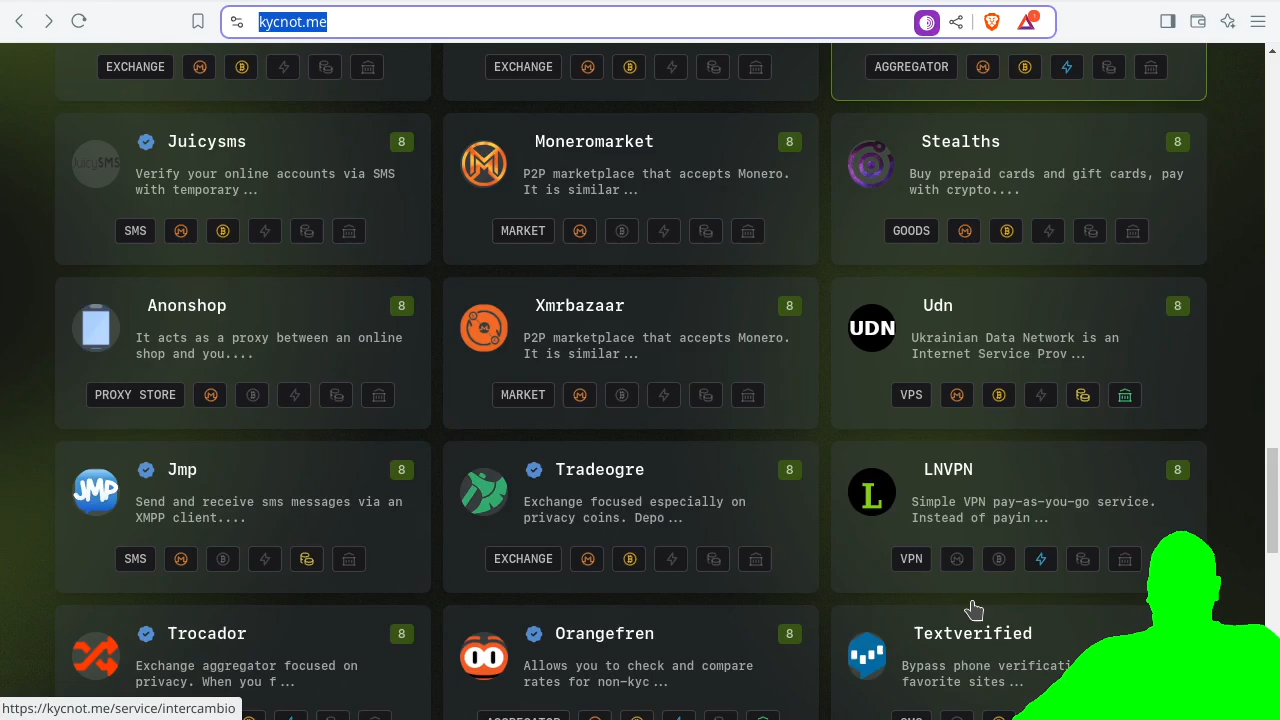 kycnot.me
EXCHANGE
EXCHANGE
AGGREGATOR
Juicysms
8
Verify your online accounts via SMS
with temporary...
SMS
Moneromarket
8
P2P marketplace that accepts Monero.
It is similar...
MARKET
Stealths
8
Buy prepaid cards and gift cards, pay
with crypto....
GOODS
Anonshop
8
It acts as a proxy between an online
shop and you....
PROXY STORE
Xmrbazaar
8
P2P marketplace that accepts Monero.
It is similar...
MARKET
UDN
Udn
8
Ukrainian Data Network is an
Internet Service Prov...
VPS
JMP
Jmp
8
Send and receive sms messages via an
XMPP client....
SMS
Tradeogre
8
Exchange focused especially on
privacy coins. Depo...
EXCHANGE
L
LNVPN
8
Simple VPN pay-as-you-go service.
Instead of payin...
VPN
Trocador
8
Exchange aggregator focused on
privacy. When you f...
Orangefren
8
Allows you to check and compare
rates for non-kyc...
Textverified
Bypass phone
favorite sites...
https://kycnot.me/service/intercambio